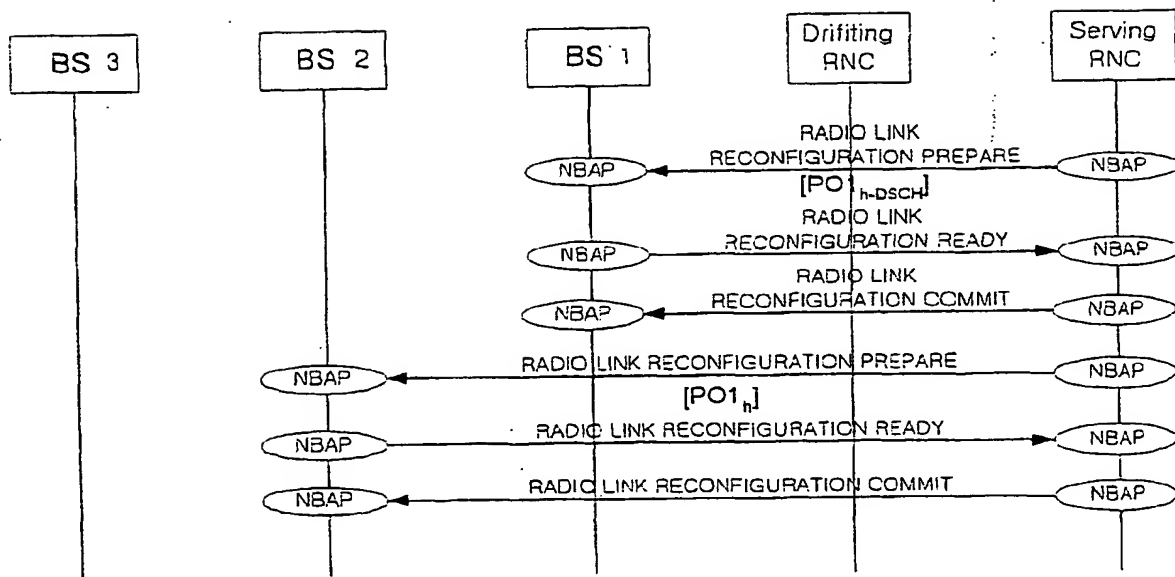 BS 3
BS 2
BS 1
Drifiting
RNC
Serving
RNC
RADIO LINK
RECONFIGURATION PREPARE
NBAP
NBAP
[PO1h-DSCH]
RADIO LINK
RECONFIGURATION READY
NBAP
NBAP
RADIO LINK
RECONFIGURATION COMMIT
NBAP
NBAP
RADIO LINK RECONFIGURATION PREPARE
NBAP
NBAP
[PO1h]
RADIO LINK RECONFIGURATION READY
NBAP
NBAP
RADIO LINK RECONFIGURATION COMMIT
NBAP
NBAP